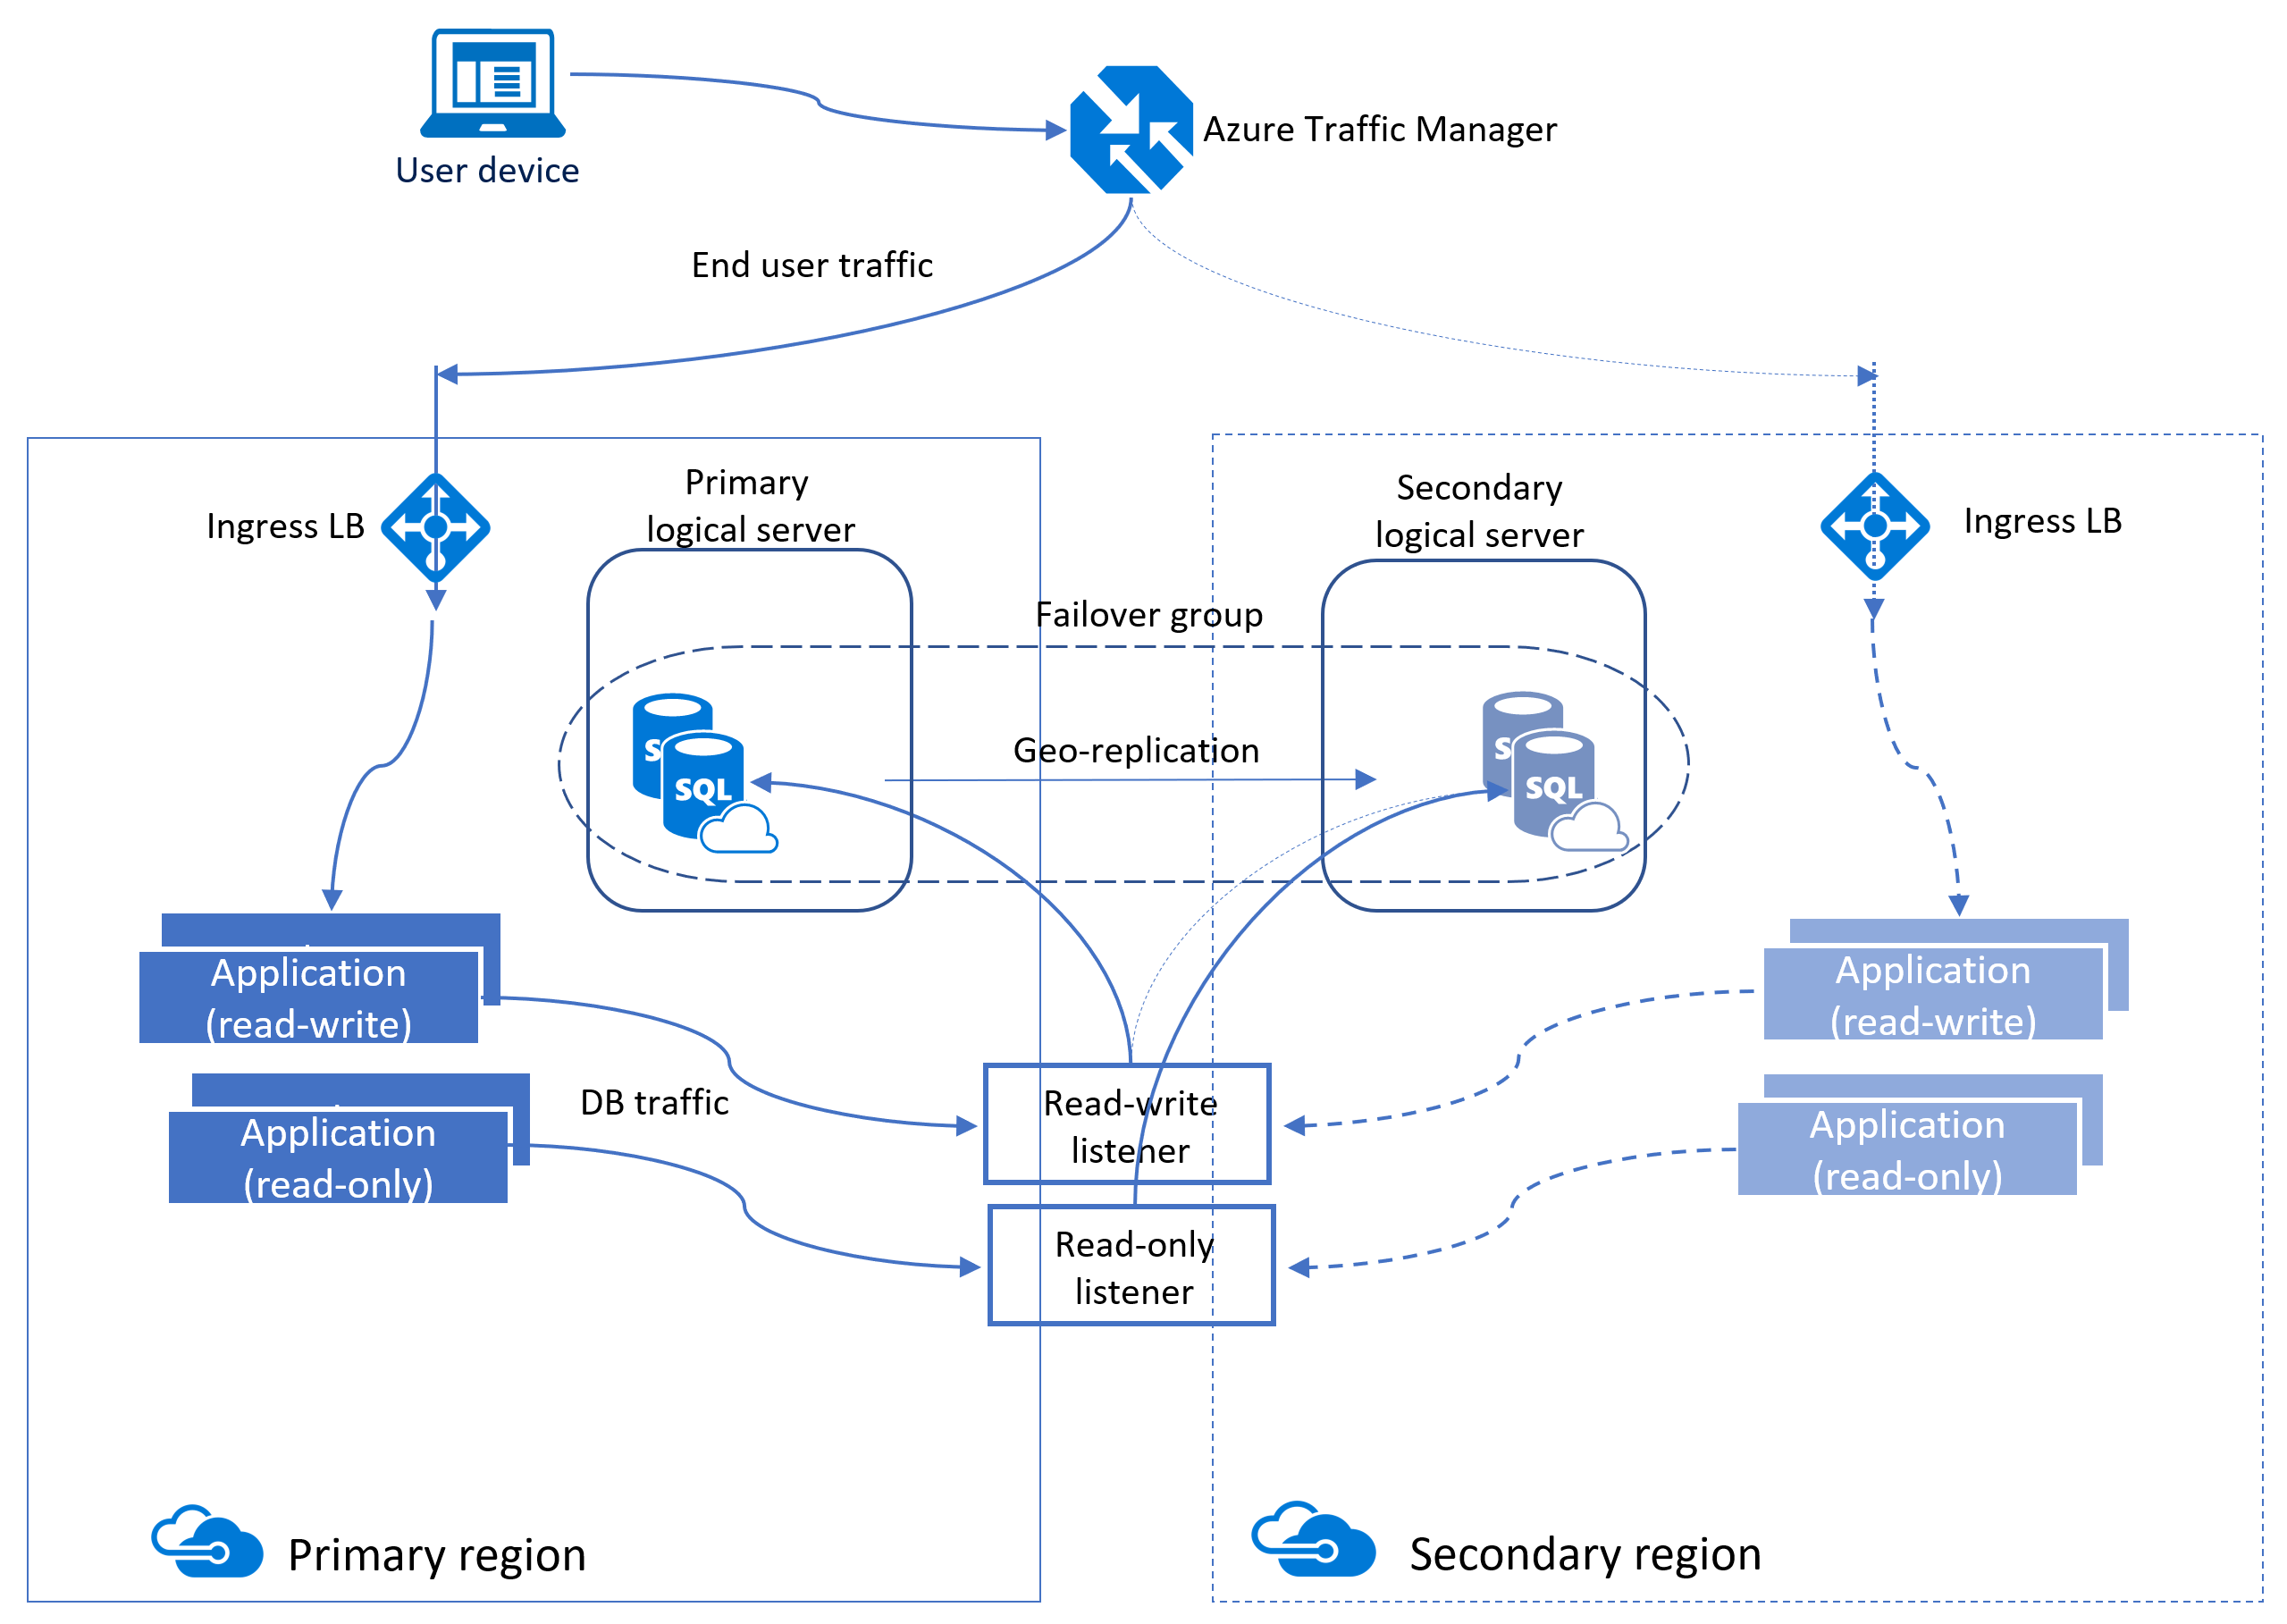 User device
Azure Traffic Manager
End user traffic
Primary
logical server
Secondary
logical server
Ingress LB
Ingress LB
Failover group
Geo-replication
S
SQL
S
SQL
Application
(read-write)
Application
(read-write)
DB traffic
Read-write
listener
Application
(read-only)
Application
(read-only)
Read-only
listener
Primary region
Secondary region